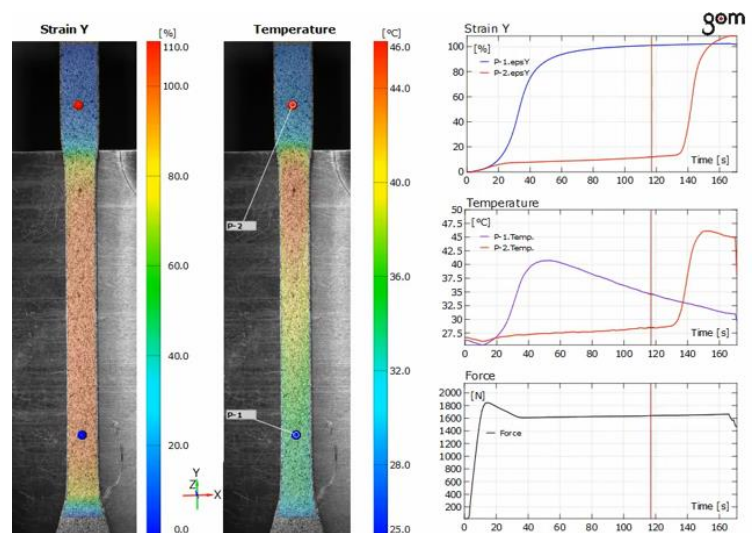 gom
Strain Y
[%]
110.0
100.0
80.0
60.0
40.0
20.0
0.0
Y
Z
X
Temperature
[ºC]
46.0
44.0
40.0
36.0
32.0
28.0
25.0
P-2
P-1
Strain Y
[%]
P-1.epsY
P-2.epsY
100
80
60
40
20
0
Time [s]
0 20 40 60 80 100 120 140 160
Temperature
[ºC]
P-1.Temp.
P-2.Temp.
50
47.5
45
42.5
40
37.5
35
32.5
30
27.5
Time [s]
0 20 40 60 80 100 120 140 160
Force
[N]
Force
2000
1800
1600
1400
1200
1000
800
600
400
200
0
Time [s]
0 20 40 60 80 100 120 140 160